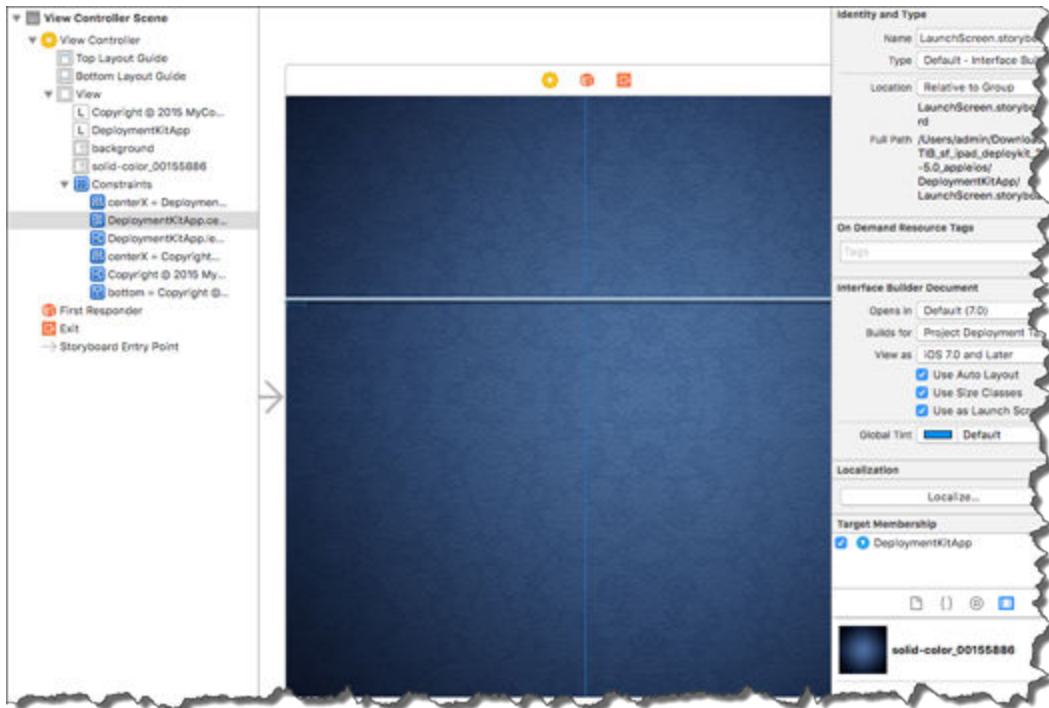 View Controller Scene
View Controller
Top Layout Guide
Bottom Layout Guide
View
L Copyright © 2015 MyCo...
L DeploymentKitApp
background
solid-color_00155886
Constraints
centerX = Deploymen...
DeploymentKitApp.ce...
DeploymentKitApp.le...
centerX = Copyright...
Copyright © 2015 My...
bottom = Copyright ©...
First Responder
Exit
Storyboard Entry Point
Identity and Type
Name LaunchScreen.storybo
Type Default - Interface Bui
Location Relative to Group
LaunchScreen.storybo
rd
Full Path /Users/admin/Downloa
TIB_sf_ipad_deploykit_
-5.0_appleios/
DeploymentKitApp/
LaunchScreen.storybo
On Demand Resource Tags
Tags
Interface Builder Document
Opens in Default (7.0)
Builds for Project Deployment Ta
View as iOS 7.0 and Later
Use Auto Layout
Use Size Classes
Use as Launch Scr
Global Tint Default
Localization
Localize...
Target Membership
DeploymentKitApp
solid-color_00155886